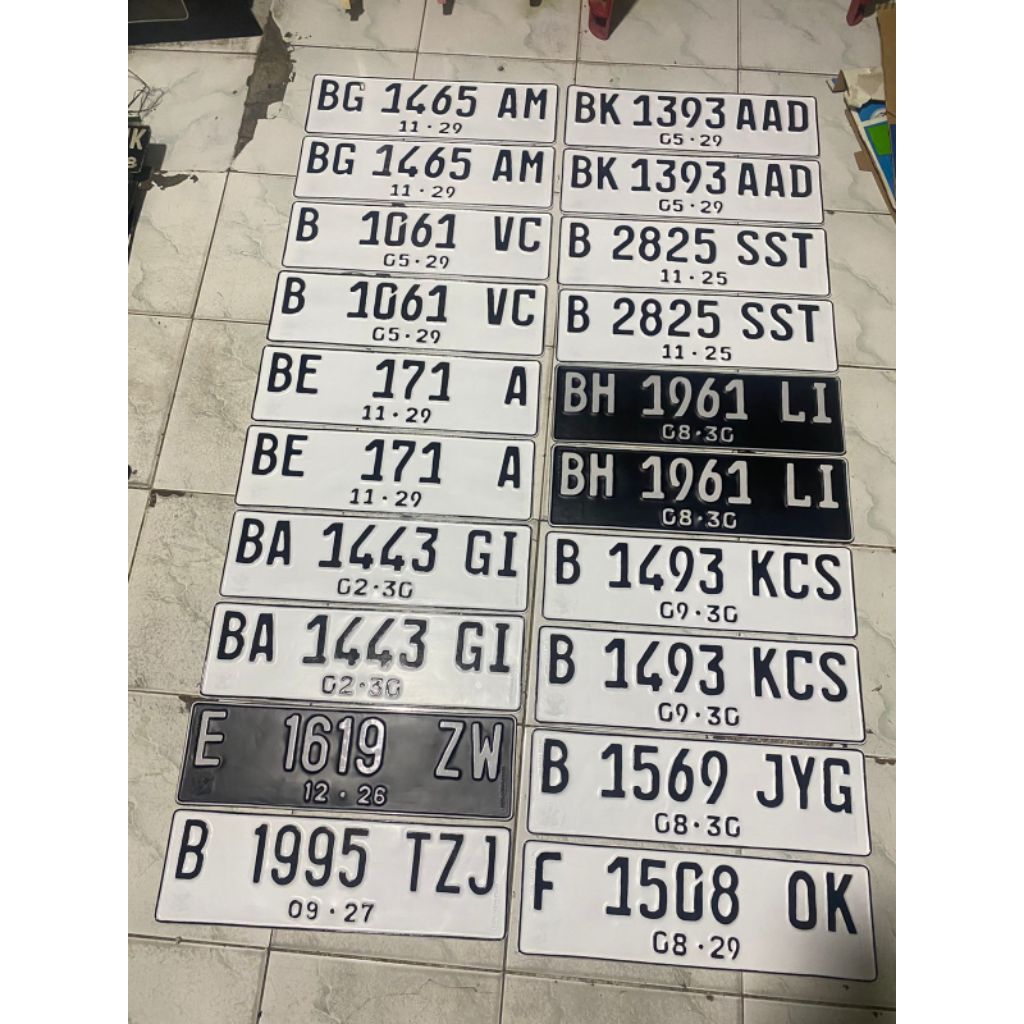 BG 1465 AM
11 · 29
BG 1465 AM
11 · 29
B 1061 VC
05 · 29
B 1061 VC
05 · 29
BE 171 A
11 · 29
BE 171 A
11 · 29
BA 1443 GI
02 · 30
BA 1443 GI
02 · 30
E 1619 ZW
12 · 26
B 1995 TZJ
09 · 27
BK 1393 AAD
05 · 29
BK 1393 AAD
05 · 29
B 2825 SST
11 · 25
B 2825 SST
11 · 25
BH 1961 LI
08 · 30
BH 1961 LI
08 · 30
B 1493 KCS
09 · 30
B 1493 KCS
09 · 30
B 1569 JYG
08 · 30
F 1508 OK
08 · 29